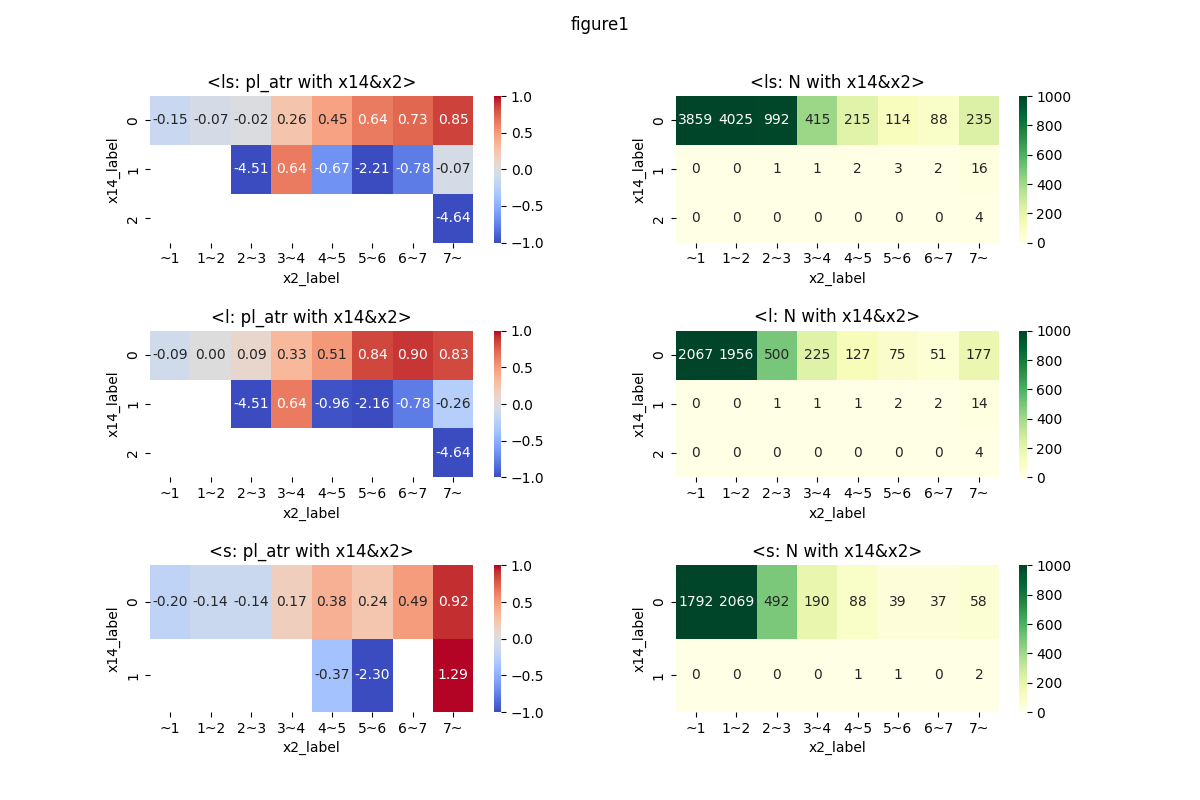 figure1
<ls: pl_atr with x14&x2>
x14_label
0 -0.15 -0.07 -0.02 0.26 0.45 0.64 0.73 0.85
1 -4.51 0.64 -0.67 -2.21 -0.78 -0.07
2 -4.64
~1 1~2 2~3 3~4 4~5 5~6 6~7 7~
x2_label
1.0
0.5
0.0
−0.5
−1.0
<ls: N with x14&x2>
x14_label
0 3859 4025 992 415 215 114 88 235
1 0 0 1 1 2 3 2 16
2 0 0 0 0 0 0 0 4
~1 1~2 2~3 3~4 4~5 5~6 6~7 7~
x2_label
1000
800
600
400
200
0
<l: pl_atr with x14&x2>
x14_label
0 -0.09 0.00 0.09 0.33 0.51 0.84 0.90 0.83
1 -4.51 0.64 -0.96 -2.16 -0.78 -0.26
2 -4.64
~1 1~2 2~3 3~4 4~5 5~6 6~7 7~
x2_label
1.0
0.5
0.0
−0.5
−1.0
<l: N with x14&x2>
x14_label
0 2067 1956 500 225 127 75 51 177
1 0 0 1 1 1 2 2 14
2 0 0 0 0 0 0 0 4
~1 1~2 2~3 3~4 4~5 5~6 6~7 7~
x2_label
1000
800
600
400
200
0
<s: pl_atr with x14&x2>
x14_label
0 -0.20 -0.14 -0.14 0.17 0.38 0.24 0.49 0.92
1 -0.37 -2.30 1.29
~1 1~2 2~3 3~4 4~5 5~6 6~7 7~
x2_label
1.0
0.5
0.0
−0.5
−1.0
<s: N with x14&x2>
x14_label
0 1792 2069 492 190 88 39 37 58
1 0 0 0 0 1 1 0 2
~1 1~2 2~3 3~4 4~5 5~6 6~7 7~
x2_label
1000
800
600
400
200
0